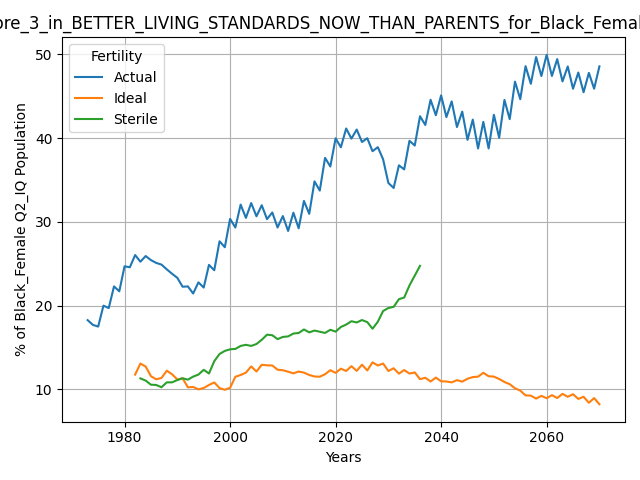 ore_3_in_BETTER_LIVING_STANDARDS_NOW_THAN_PARENTS_for_Black_Femal
Fertility
Actual
Ideal
Sterile
% of Black_Female Q2_IQ Population
50
40
30
20
10
1980
2000
2020
2040
2060
Years